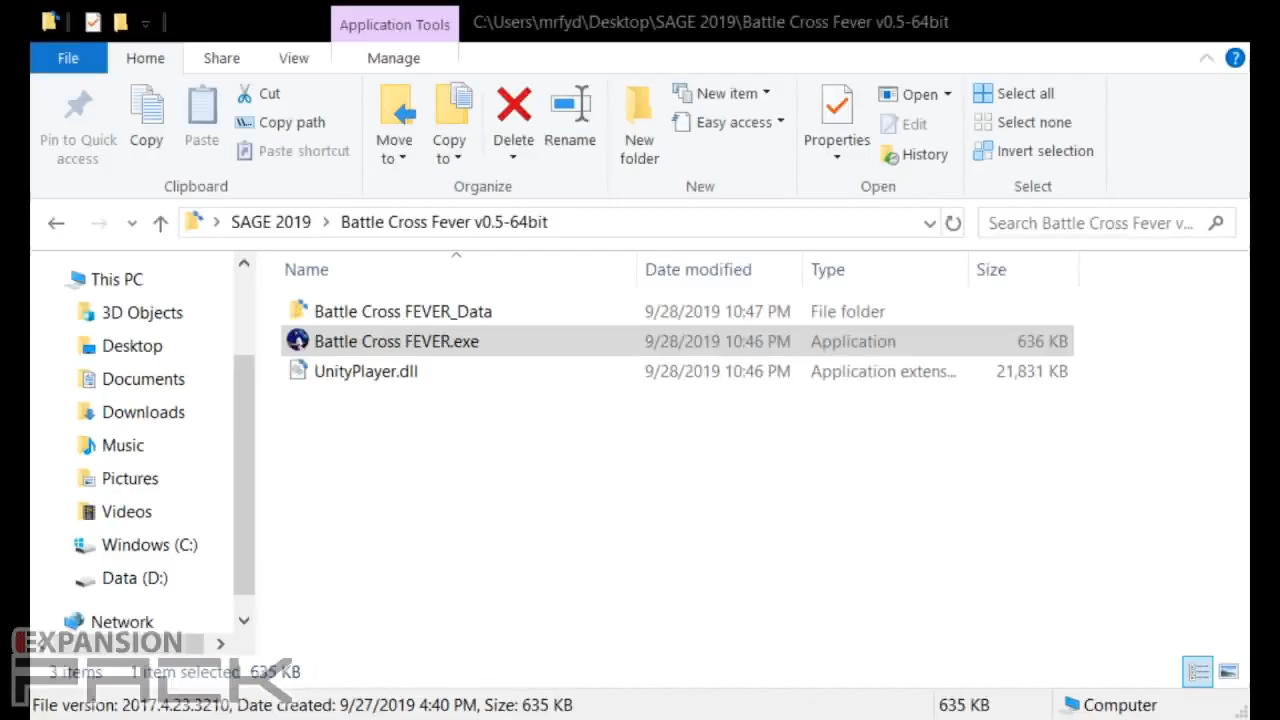 Application Tools
C:\Users\mrfyd\Desktop\SAGE 2019\Battle Cross Fever v0.5-64bit
File Home Share View Manage
Pin to Quick access
Copy
Paste
Cut
Copy path
Paste shortcut
Clipboard
Move to
Copy to
Delete
Rename
Organize
New folder
New item
Easy access
New
Properties
Open
Edit
History
Open
Select all
Select none
Invert selection
Select
SAGE 2019 > Battle Cross Fever v0.5-64bit
Search Battle Cross Fever v...
This PC
3D Objects
Desktop
Documents
Downloads
Music
Pictures
Videos
Windows (C:)
Data (D:)
Network
Name Date modified Type Size
Battle Cross FEVER_Data 9/28/2019 10:47 PM File folder
Battle Cross FEVER.exe 9/28/2019 10:46 PM Application 636 KB
UnityPlayer.dll 9/28/2019 10:46 PM Application extens... 21,831 KB
EXPANSION
PACK
3 items 1 item selected 635 KB
File version: 2017.4.23.3210, Date created: 9/27/2019 4:40 PM, Size: 635 KB
635 KB
Computer